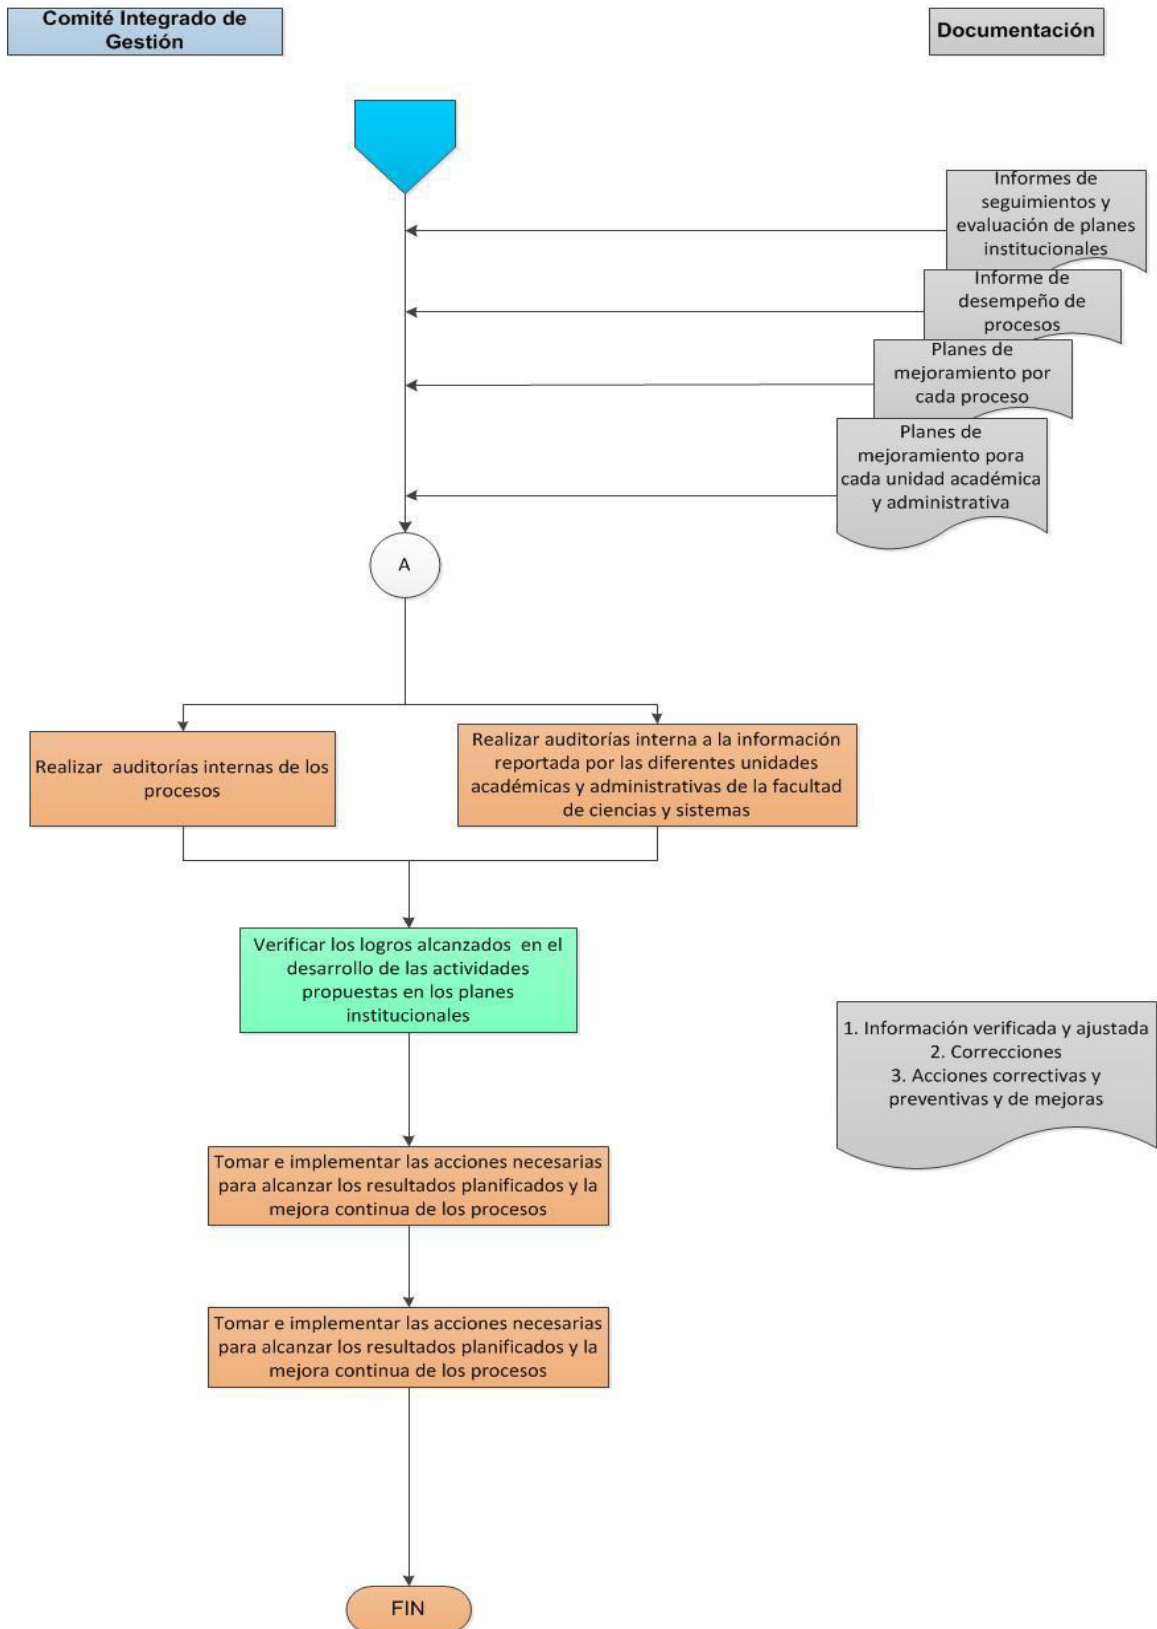 Comité Integrado de
Gestión
Documentación
Informes de
seguimientos y
evaluación de planes
institucionales
Informe de
desempeño de
procesos
Planes de
mejoramiento por
cada proceso
Planes de
mejoramiento pora
cada unidad académica
y administrativa
A
Realizar auditorías internas de los
procesos
Realizar auditorías interna a la información
reportada por las diferentes unidades
académicas y administrativas de la facultad
de ciencias y sistemas
Verificar los logros alcanzados en el
desarrollo de las actividades
propuestas en los planes
institucionales
1. Información verificada y ajustada
2. Correcciones
3. Acciones correctivas y
preventivas y de mejoras
Tomar e implementar las acciones necesarias
para alcanzar los resultados planificados y la
mejora continua de los procesos
Tomar e implementar las acciones necesarias
para alcanzar los resultados planificados y la
mejora continua de los procesos
FIN